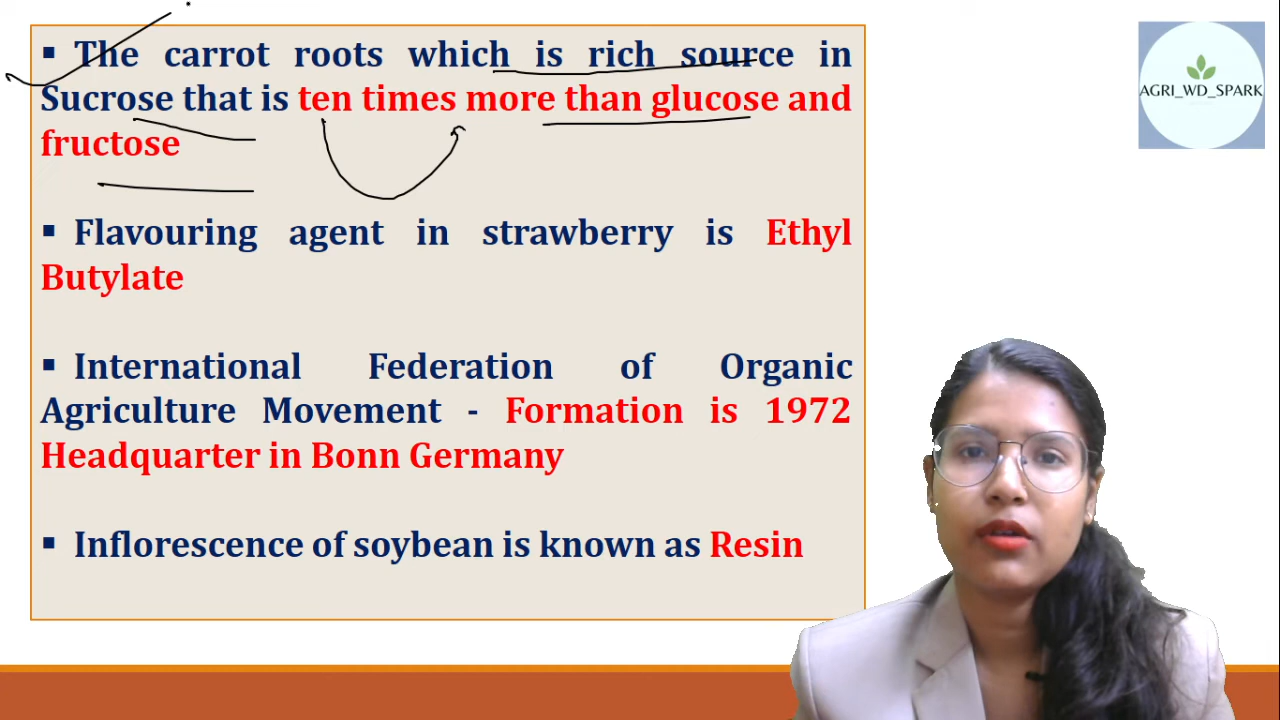 ▪ The carrot roots which is rich source in
Sucrose that is ten times more than glucose and
fructose
▪ Flavouring agent in strawberry is Ethyl
Butylate
▪ International Federation of Organic
Agriculture Movement - Formation is 1972
Headquarter in Bonn Germany
▪ Inflorescence of soybean is known as Resin
AGRI_WD_SPARK